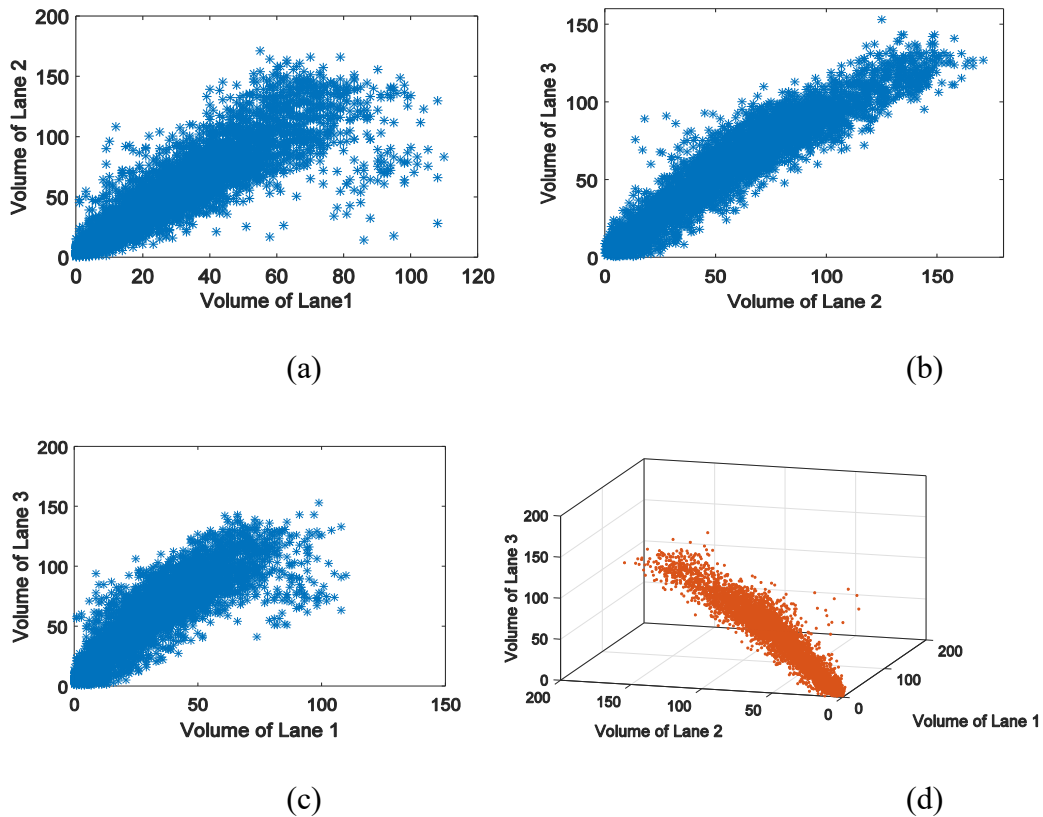 200
150
100
50
0
Volume of Lane 2
0 20 40 60 80 100 120
Volume of Lane1
(a)
150
100
50
0
Volume of Lane 3
0 50 100 150
Volume of Lane 2
(b)
200
150
100
50
0
Volume of Lane 3
0 50 100 150
Volume of Lane 1
(c)
200
150
100
50
0
Volume of Lane 3
200 150 100 50 0
Volume of Lane 2
0 100 200
Volume of Lane 1
(d)